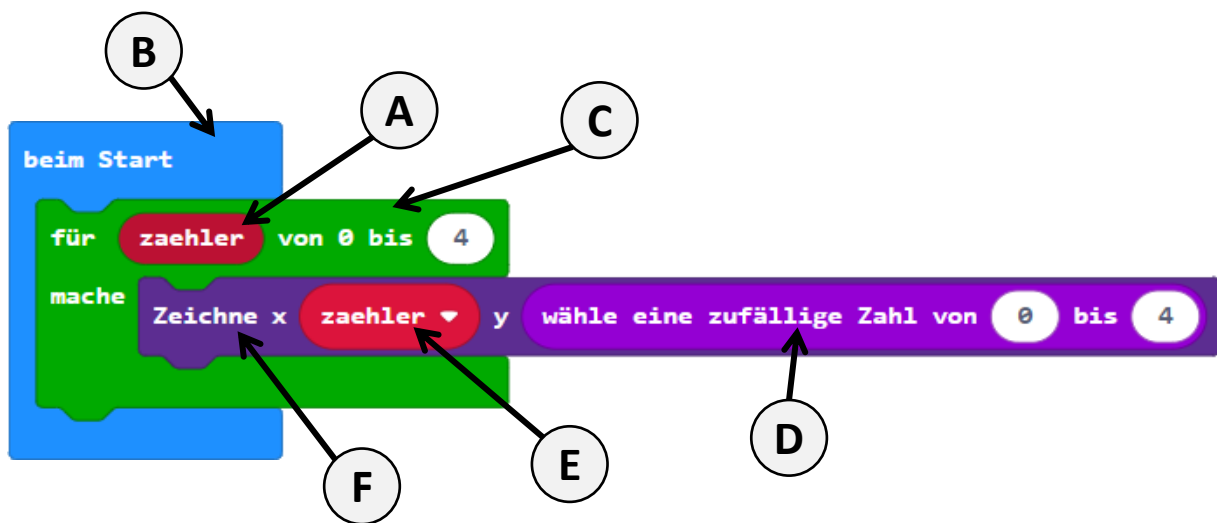 B
A
C
beim Start
für zaehler von 0 bis 4
mache
Zeichne x zaehler y wähle eine zufällige Zahl von 0 bis 4
D
E
F